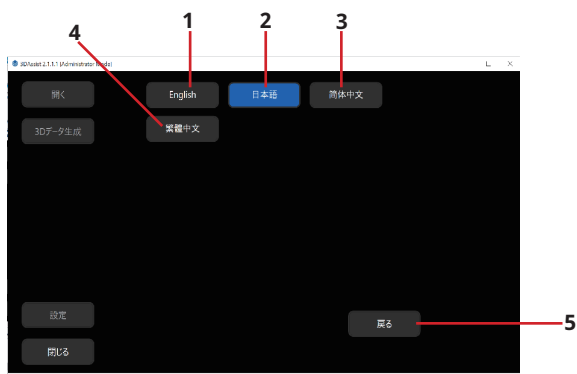 1
2
3
4
3DAssist 2.1.1.1 (Administrator Mode)
開く
English
日本語
简体中文
3Dデータ生成
繁體中文
設定
戻る
5
閉じる